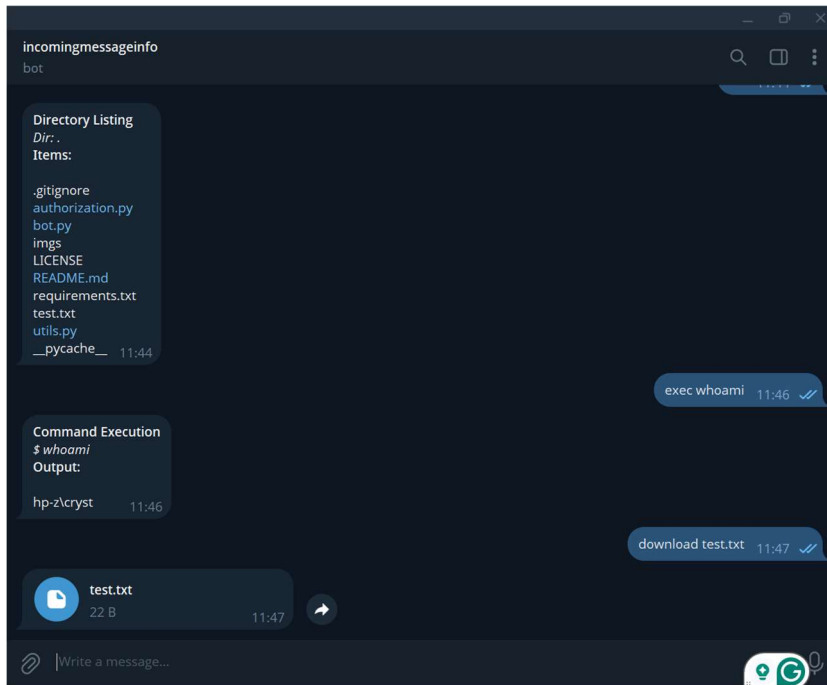 incomingmessageinfo
bot
Directory Listing
Dir: .
Items:
.gitignore
authorization.py
bot.py
imgs
LICENSE
README.md
requirements.txt
test.txt
utils.py
__pycache__ 11:44
exec whoami 11:46
Command Execution
$ whoami
Output:
hp-z\cryst 11:46
download test.txt 11:47
test.txt
22 B
11:47
Write a message...